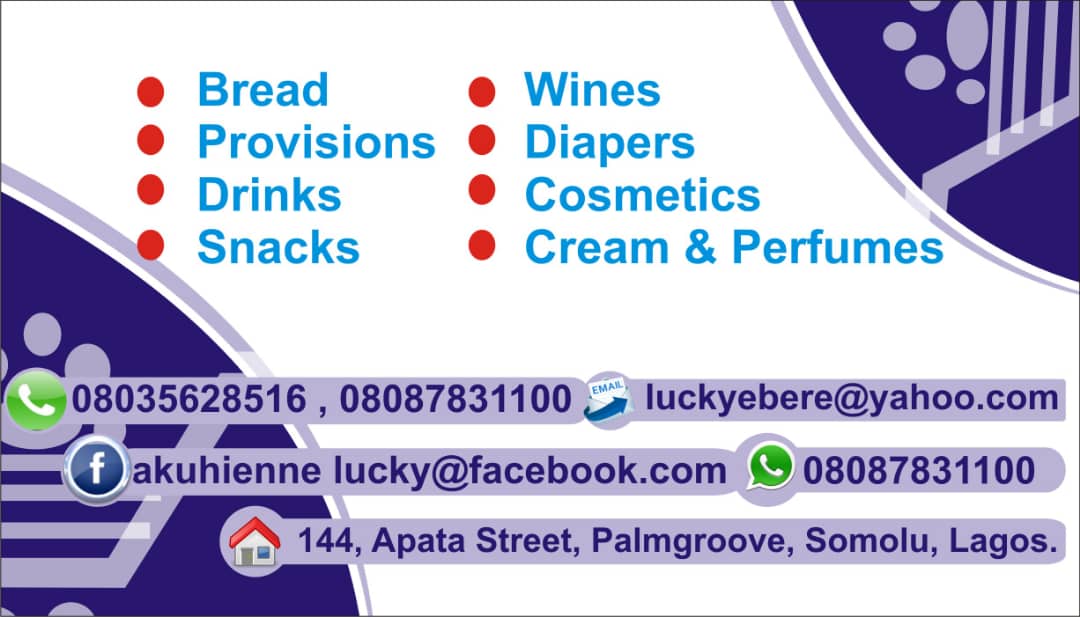 Bread
Provisions
Drinks
Snacks
Wines
Diapers
Cosmetics
Cream & Perfumes
08035628516 , 08087831100
EMAIL
luckyebere@yahoo.com
f
akuhienne lucky@facebook.com
08087831100
144, Apata Street, Palmgroove, Somolu, Lagos.